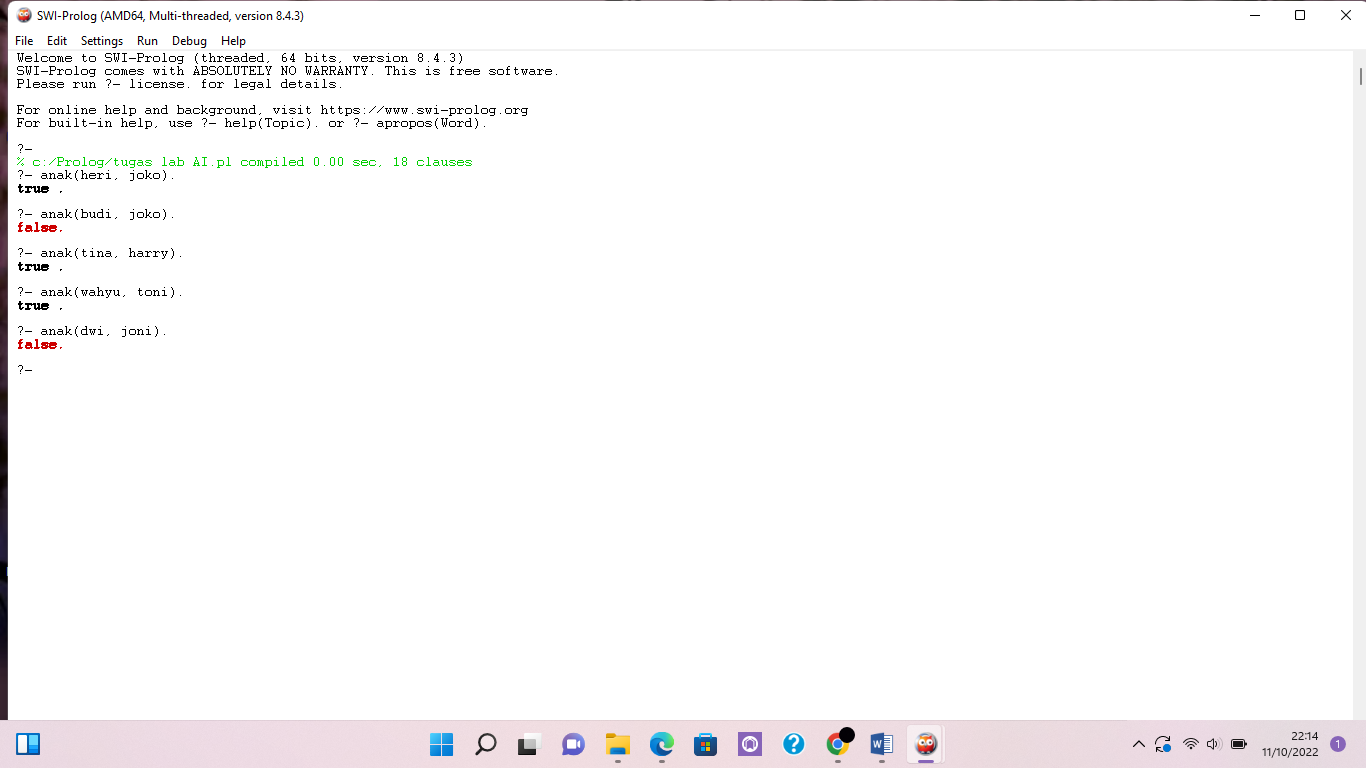 SWI-Prolog (AMD64, Multi-threaded, version 8.4.3)
File Edit Settings Run Debug Help
Welcome to SWI-Prolog (threaded, 64 bits, version 8.4.3)
SWI-Prolog comes with ABSOLUTELY NO WARRANTY. This is free software.
Please run ?- license. for legal details.
For online help and background, visit https://www.swi-prolog.org
For built-in help, use ?- help(Topic). or ?- apropos(Word).
?-
% c:/Prolog/tugas lab AI.pl compiled 0.00 sec, 18 clauses
?- anak(heri, joko).
true .
?- anak(budi, joko).
false.
?- anak(tina, harry).
true .
?- anak(wahyu, toni).
true .
?- anak(dwi, joni).
false.
?-
22:14
11/10/2022
1